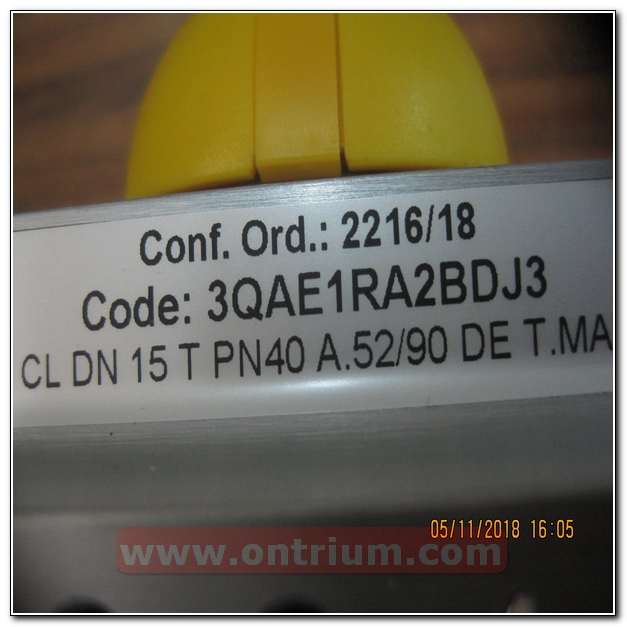 Conf. Ord.: 2216/18
Code: 3QAE1RA2BDJ3
CL DN 15 T PN40 A.52/90 DE T.MA
05/11/2018 16:05
www.ontrium.com